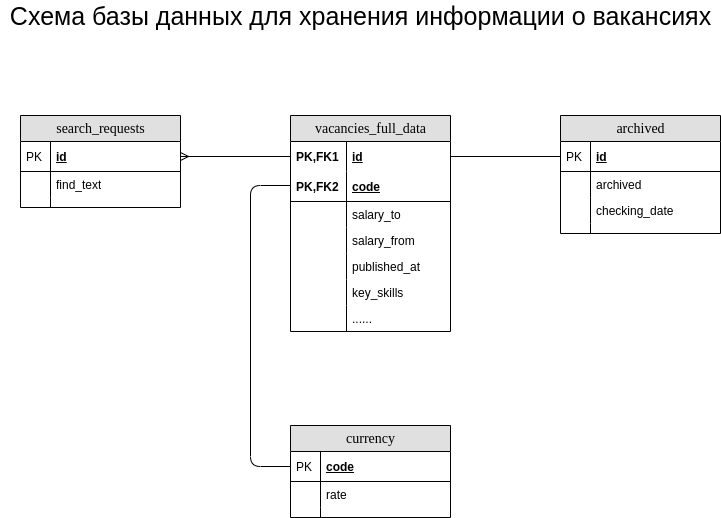 Схема базы данных для хранения информации о вакансиях
search_requests
PK id
find_text
vacancies_full_data
PK,FK1 id
PK,FK2 code
salary_to
salary_from
published_at
key_skills
......
archived
PK id
archived
checking_date
currency
PK code
rate